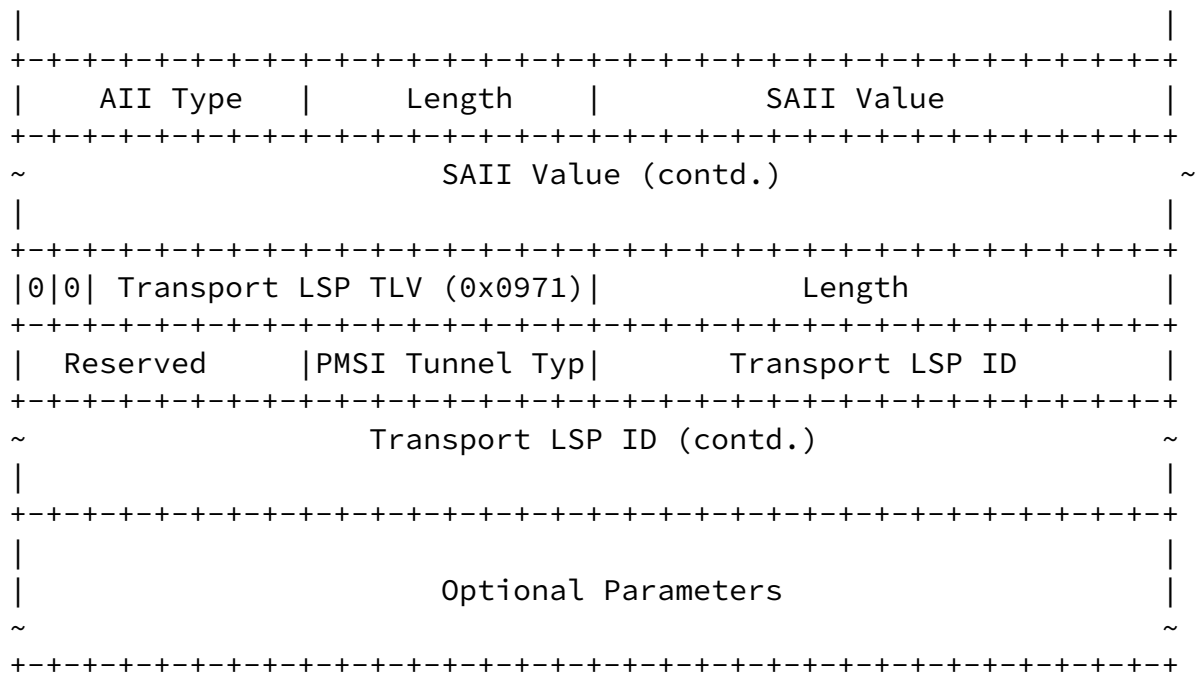 |                                                               |
+-+-+-+-+-+-+-+-+-+-+-+-+-+-+-+-+-+-+-+-+-+-+-+-+-+-+-+-+-+-+-+-+
|    AII Type   |     Length    |         SAII Value            |
+-+-+-+-+-+-+-+-+-+-+-+-+-+-+-+-+-+-+-+-+-+-+-+-+-+-+-+-+-+-+-+-+
~                       SAII Value (contd.)                      ~
|                                                               |
+-+-+-+-+-+-+-+-+-+-+-+-+-+-+-+-+-+-+-+-+-+-+-+-+-+-+-+-+-+-+-+-+
|0|0| Transport LSP TLV (0x0971)|           Length              |
+-+-+-+-+-+-+-+-+-+-+-+-+-+-+-+-+-+-+-+-+-+-+-+-+-+-+-+-+-+-+-+-+
|  Reserved     |PMSI Tunnel Typ|       Transport LSP ID        |
+-+-+-+-+-+-+-+-+-+-+-+-+-+-+-+-+-+-+-+-+-+-+-+-+-+-+-+-+-+-+-+-+
~                   Transport LSP ID (contd.)                   ~
|                                                               |
+-+-+-+-+-+-+-+-+-+-+-+-+-+-+-+-+-+-+-+-+-+-+-+-+-+-+-+-+-+-+-+-+
|                                                               |
|                       Optional Parameters                     |
~                                                               ~
+-+-+-+-+-+-+-+-+-+-+-+-+-+-+-+-+-+-+-+-+-+-+-+-+-+-+-+-+-+-+-+-+